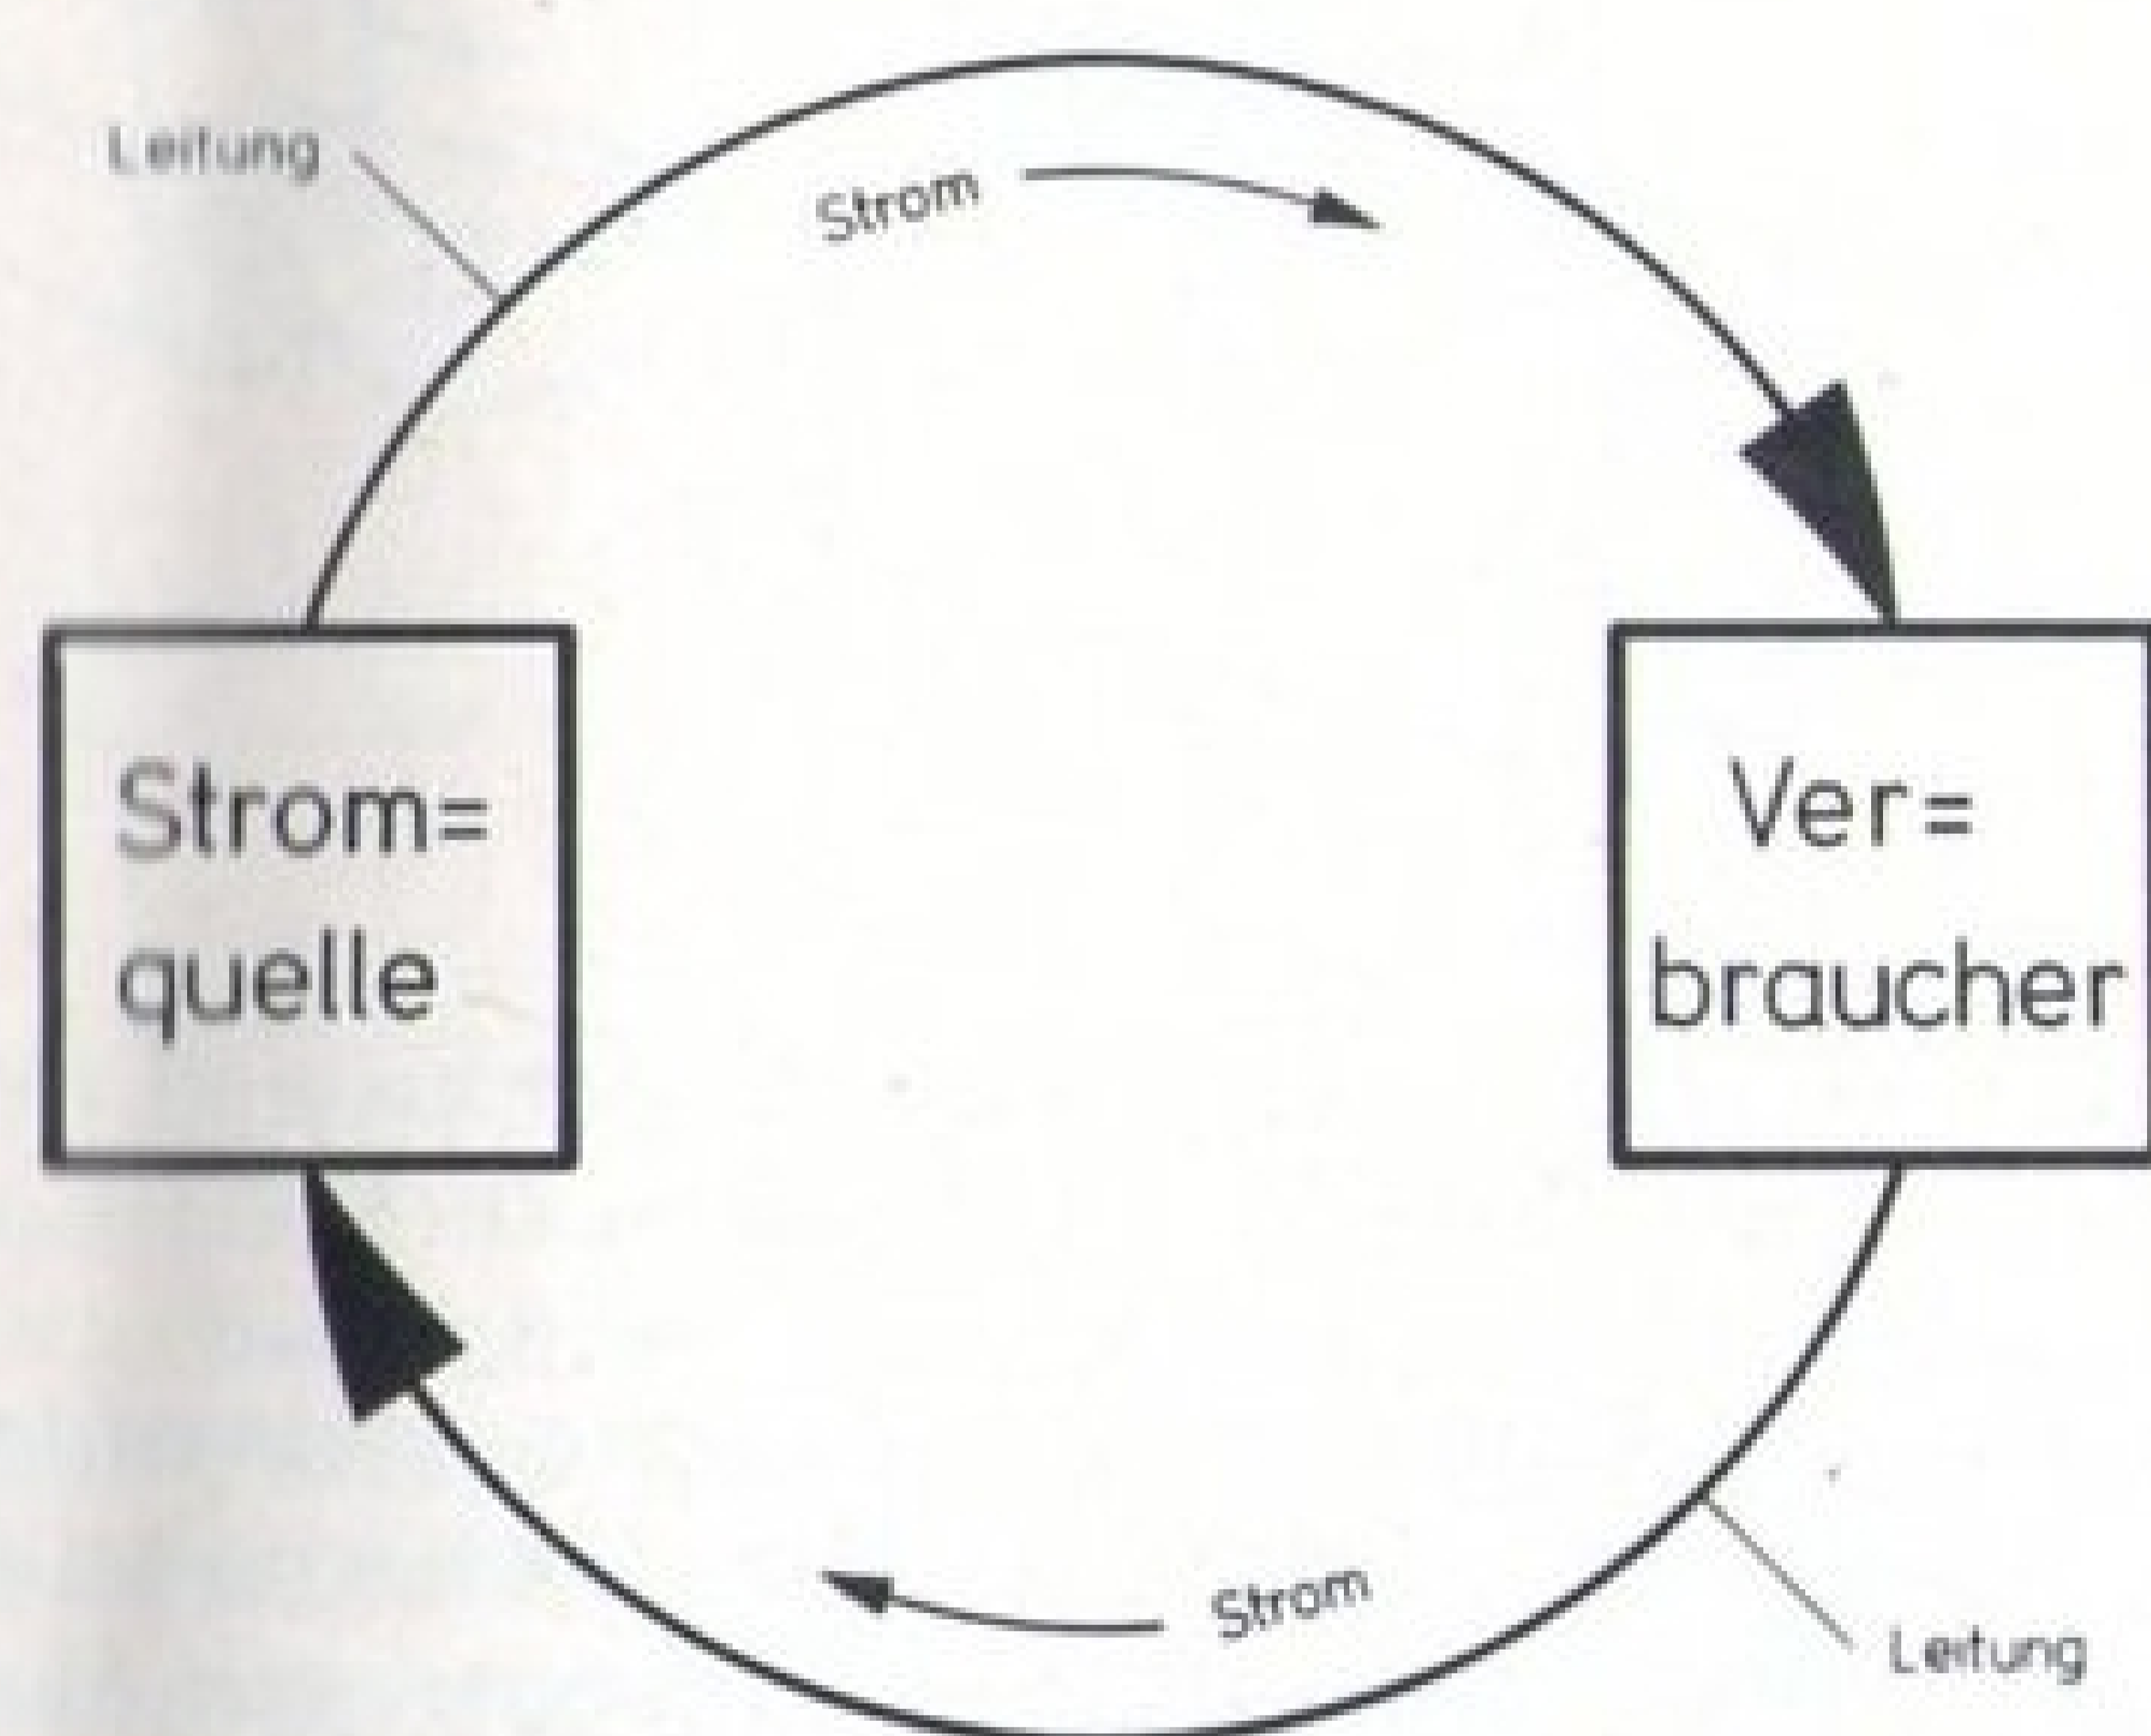 Leitung
Strom
Strom=
quelle
Ver=
braucher
Strom
Leitung